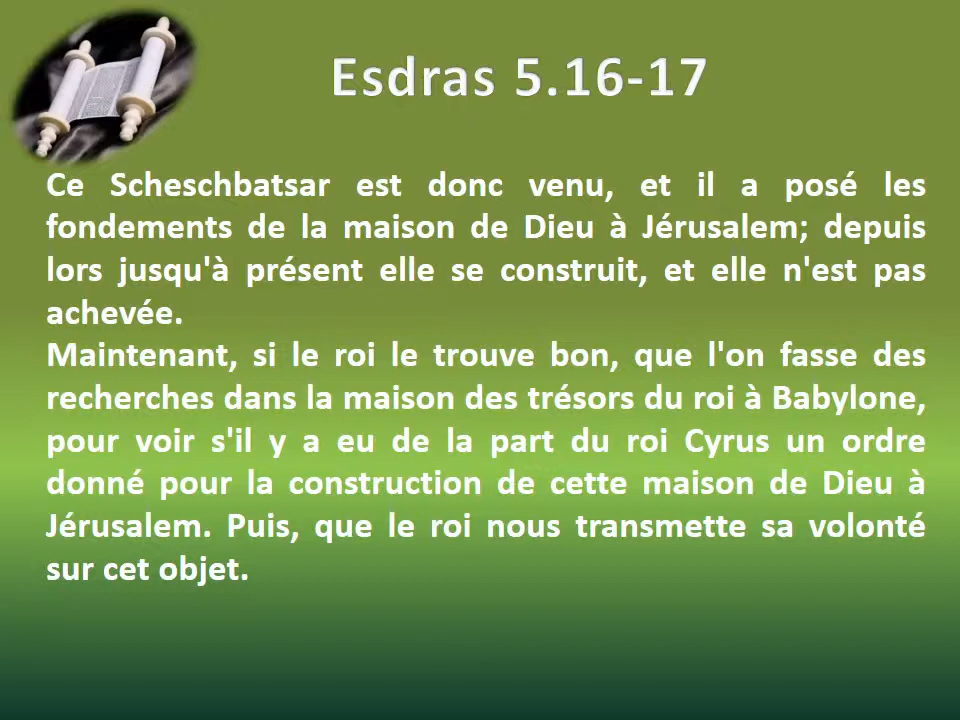 Esdras 5.16-17
Ce Scheschbatsar est donc venu, et il a posé les
fondements de la maison de Dieu à Jérusalem; depuis
lors jusqu'à présent elle se construit, et elle n'est pas
achevée.
Maintenant, si le roi le trouve bon, que l'on fasse des
recherches dans la maison des trésors du roi à Babylone,
pour voir s'il y a eu de la part du roi Cyrus un ordre
donné pour la construction de cette maison de Dieu à
Jérusalem. Puis, que le roi nous transmette sa volonté
sur cet objet.